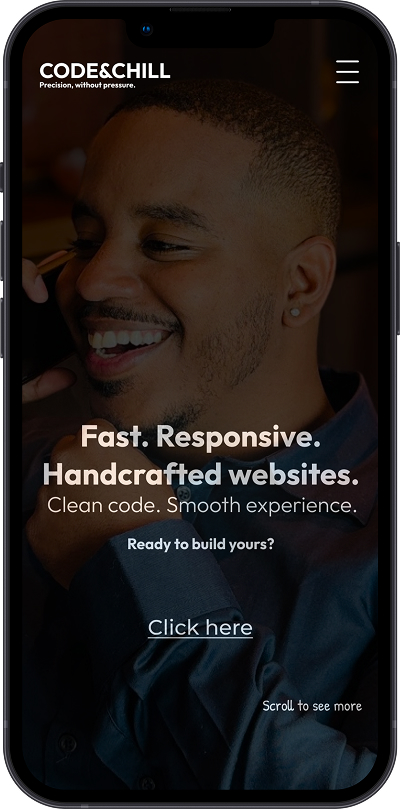 CODE&CHILL
Precision, without pressure.
Fast. Responsive.
Handcrafted websites.
Clean code. Smooth experience.
Ready to build yours?
Click here
Scroll to see more